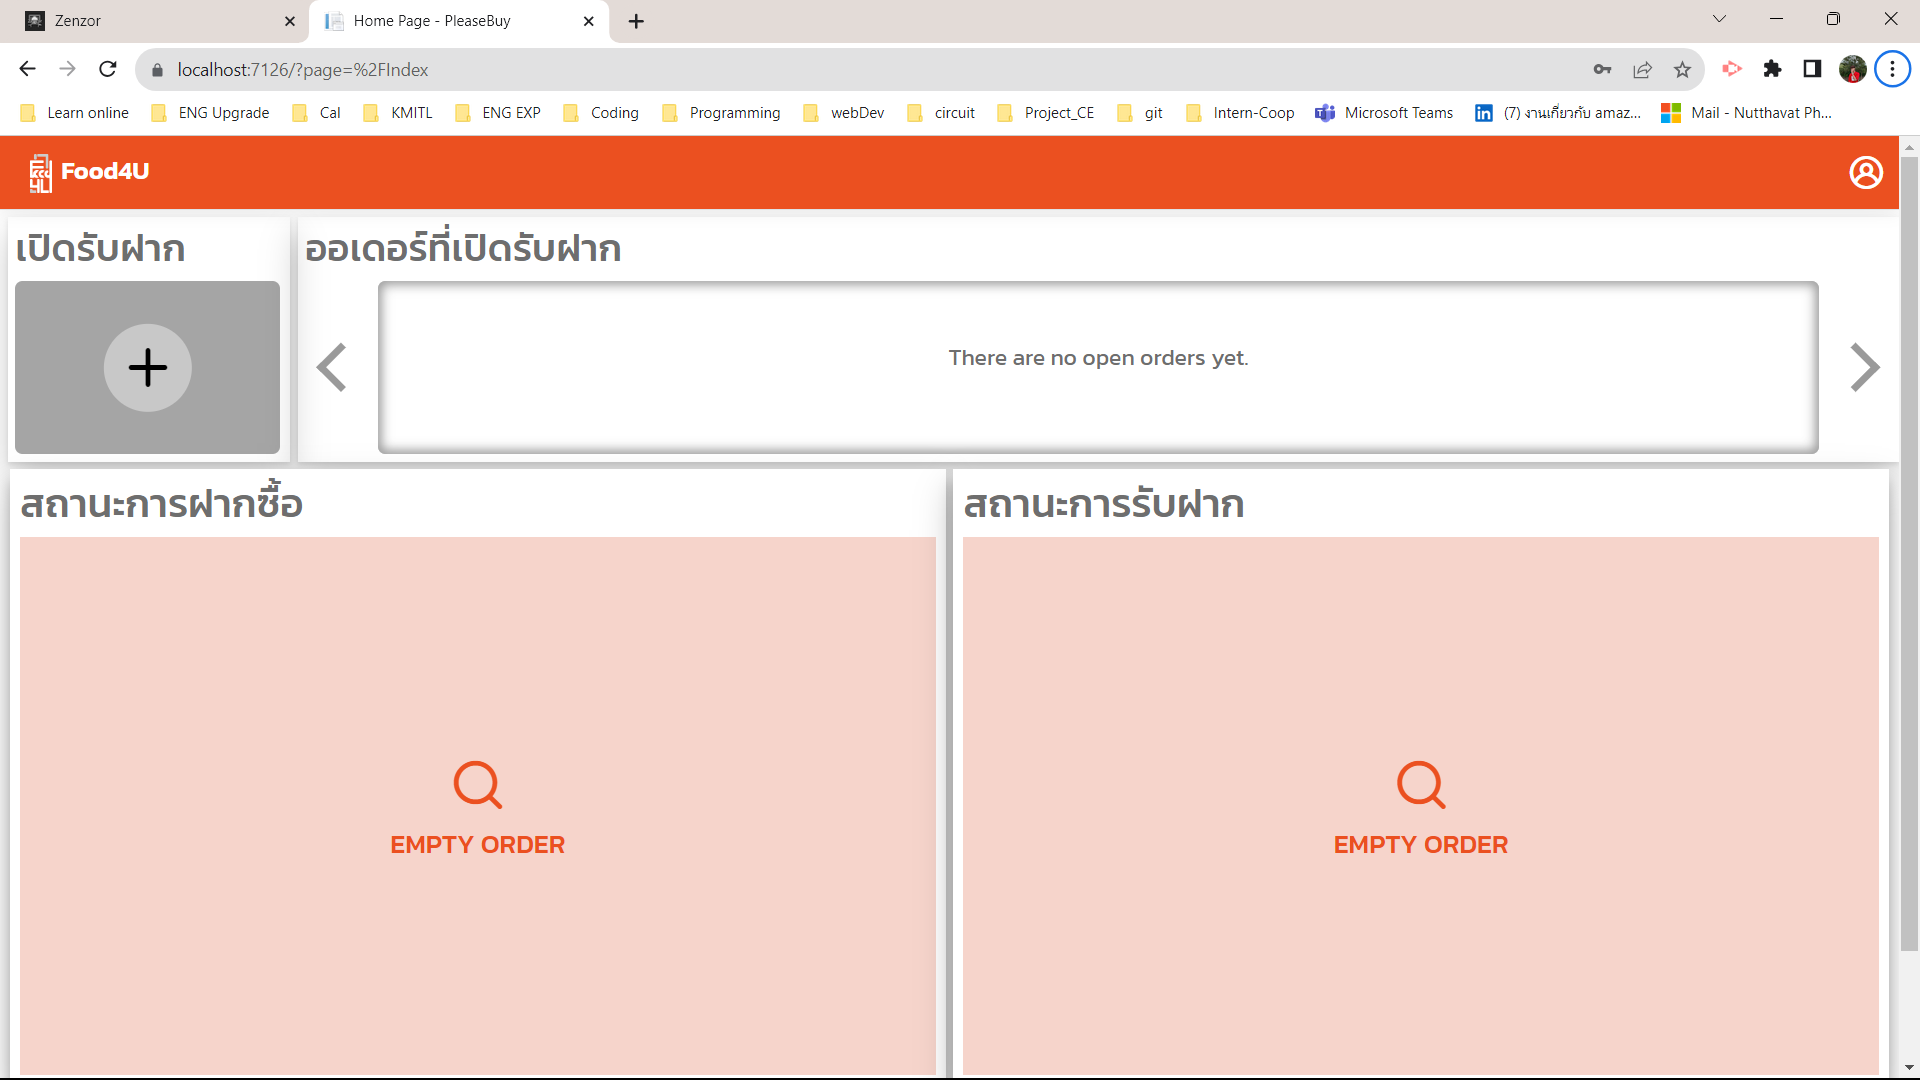 Zenzor
Home Page - PleaseBuy
localhost:7126/?page=%2FIndex
Learn online
ENG Upgrade
Cal
KMITL
ENG EXP
Coding
Programming
webDev
circuit
Project_CE
git
Intern-Coop
Microsoft Teams
(7) งานเกี่ยวกับ amaz...
Mail - Nutthavat Ph...
Food4U
เปิดรับฝาก
ออเดอร์ที่เปิดรับฝาก
There are no open orders yet.
สถานะการฝากซื้อ
สถานะการรับฝาก
EMPTY ORDER
EMPTY ORDER